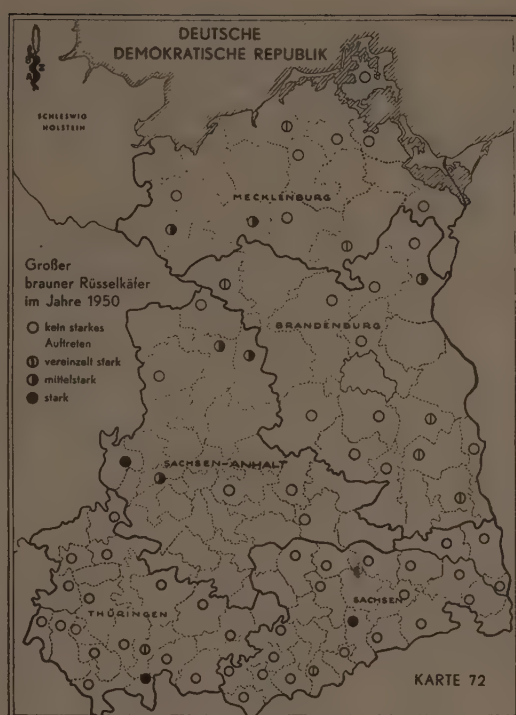 DEUTSCHE
DEMOKRATISCHE REPUBLIK
SCHLESWIG
HOLSTEIN
MECKLENBURG
Großer
brauner Rüsselkäfer
im Jahre 1950
kein starkes
Auftreten
vereinzelt stark
mittelstark
stark
BRANDENBURG
SACHSEN-ANHALT
THÜRINGEN
SACHSEN
KARTE 72